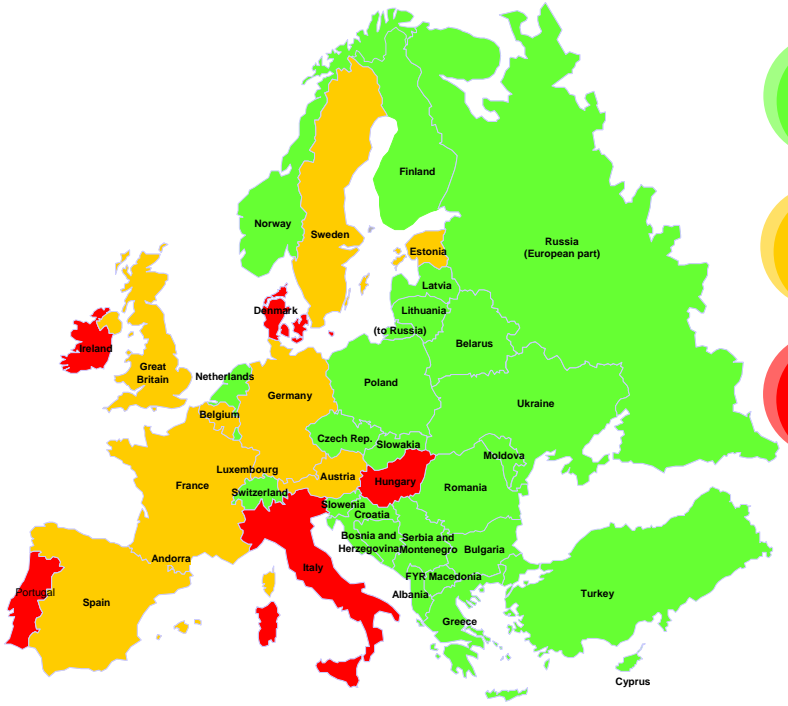 Finland
Norway
Sweden
Russia
(European part)
Estonia
Latvia
Denmark
Lithuania
(to Russia)
Belarus
Ireland
Great
Britain
Netherlands
Poland
Germany
Ukraine
Belgium
Czech Rep.
Slowakia
Moldova
Luxembourg
Austria
Hungary
France
Switzerland
Romania
Slowenia
Croatia
Bosnia and
Herzegovina
Serbia and
Montenegro
Bulgaria
Andorra
Italy
FYR Macedonia
Portugal
Spain
Albania
Turkey
Greece
Cyprus